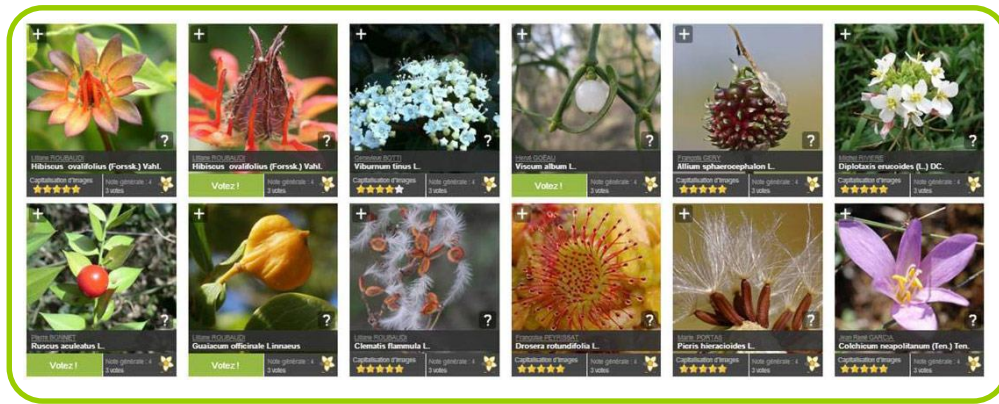 + + + + + +
? ? ? ? ? ?
Liliane ROUBAUDI Liliane ROUBAUDI Geneviève BOTTI Hervé GOËAU François GERY Michel RIVIERE
Hibiscus ovalifolius (Forssk.) Vahl. Hibiscus ovalifolius (Forssk.) Vahl. Viburnum tinus L. Viscum album L. Allium sphaerocephalon L. Diplotaxis erucoides (L.) DC.
Capitalisation d'images Note générale : 4 Votez ! Note générale : 4 Capitalisation d'images Note générale : 4 Votez ! Note générale : 4 Capitalisation d'images Note générale : 4 Capitalisation d'images Note générale : 4
3 votes 3 votes 3 votes 3 votes 3 votes 3 votes
+ + + + + +
? ? ? ? ? ?
Pierre BONNET Liliane ROUBAUDI Liliane ROUBAUDI Françoise PEYRISSAT Marie PORTAS Jean René GARCIA
Ruscus aculeatus L. Guaiacum officinale Linnaeus Clematis flammula L. Drosera rotundifolia L. Picris hieracioides L. Colchicum neapolitanum (Ten.) Ten.
Votez ! Note générale : 4 Votez ! Note générale : 4 Capitalisation d'images Note générale : 4 Capitalisation d'images Note générale : 4 Capitalisation d'images Note générale : 4 Capitalisation d'images Note générale : 4
3 votes 3 votes 3 votes 3 votes 3 votes 3 votes